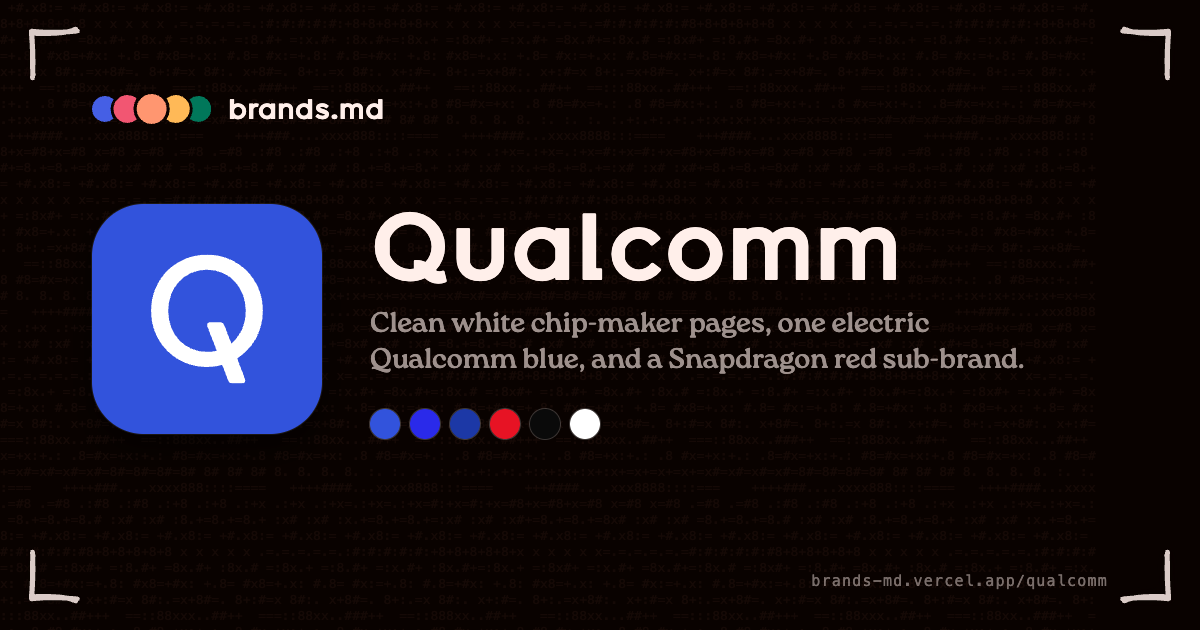 brands.md
Q
Qualcomm
Clean white chip-maker pages, one electric
Qualcomm blue, and a Snapdragon red sub-brand.
brands-md.vercel.app/qualcomm